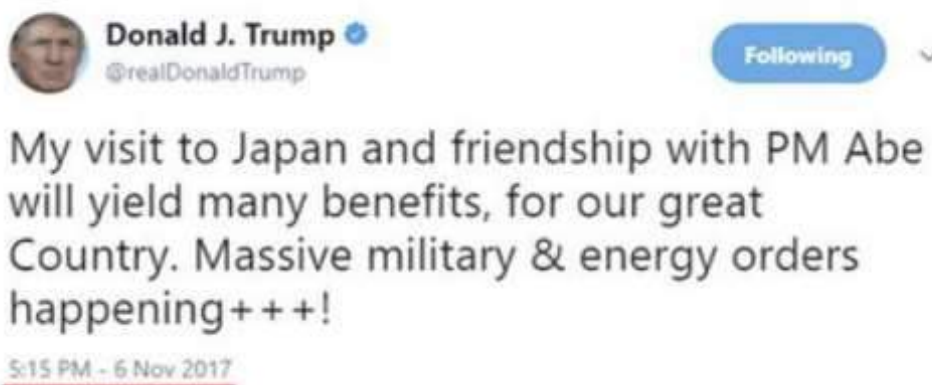 Donald J. Trump
@realDonaldTrump
Following
My visit to Japan and friendship with PM Abe
will yield many benefits, for our great
Country. Massive military & energy orders
happening+++!
5:15 PM - 6 Nov 2017